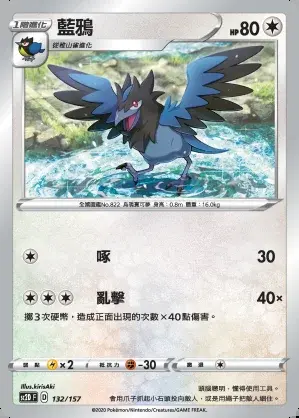 1階進化
藍鴉
HP80
從稚山雀進化
全國圖鑑No.822 烏鴉寶可夢 身高:0.8m 體重:16.0kg
啄 30
亂擊 40×
擲3次硬幣,造成正面出現的次數×40點傷害。
弱點 ×2 抵抗力 -30 撤退
Illus.kirisAki
SC1D F D 132/157
頭腦聰明,懂得使用工具。
會用爪子抓起小石頭投向敵人、或是用繩子把敵人綑住。
©2020 Pokémon/Nintendo/Creatures/GAME FREAK.